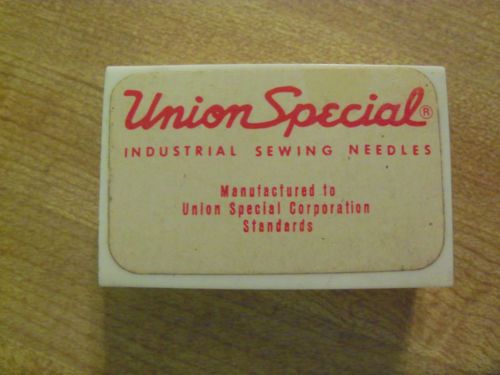 Union Special®
INDUSTRIAL SEWING NEEDLES
Manufactured to
Union Special Corporation
Standards